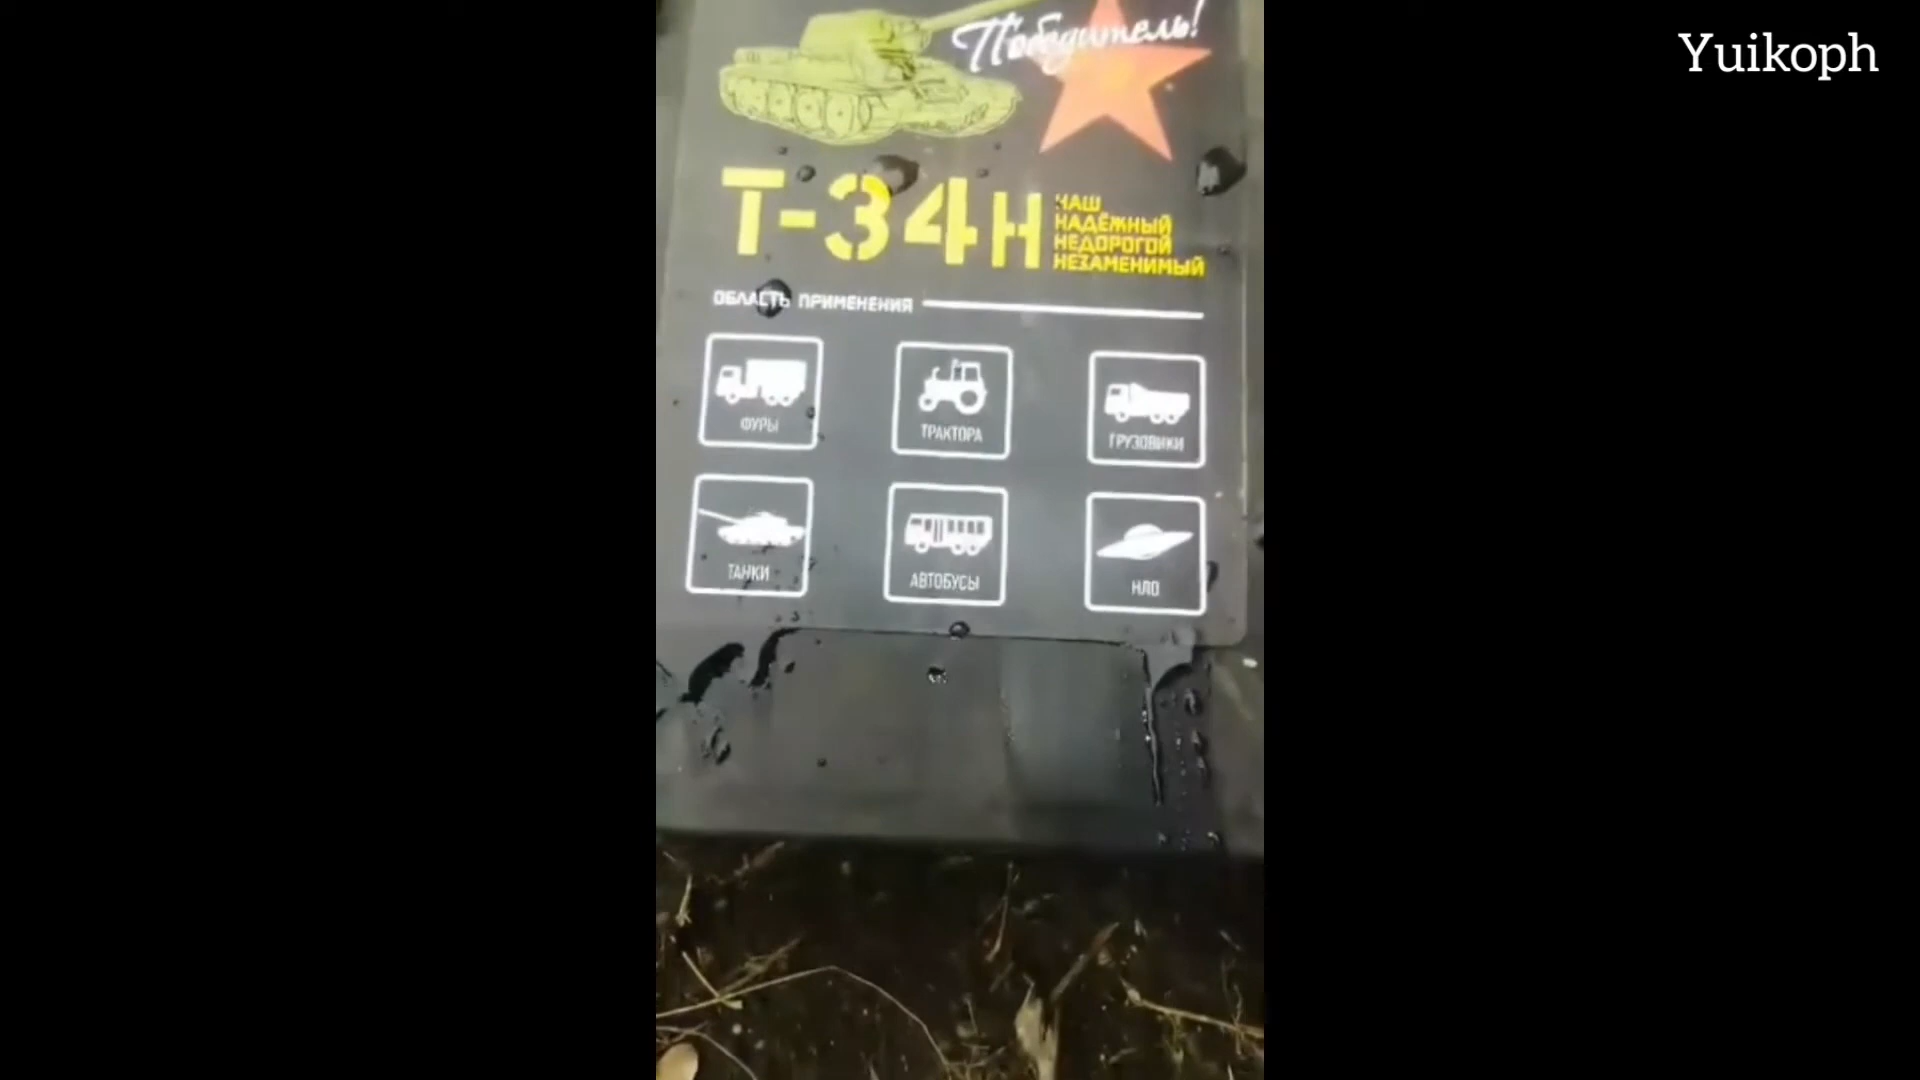 Yuikoph
Победитель!
Т-34Н
НАШ
НАДЁЖНЫЙ
НЕДОРОГОЙ
НЕЗАМЕНИМЫЙ
ОБЛАСТЬ ПРИМЕНЕНИЯ
ФУРЫ
ТРАКТОРА
ГРУЗОВИКИ
ТАНКИ
АВТОБУСЫ
НЛО